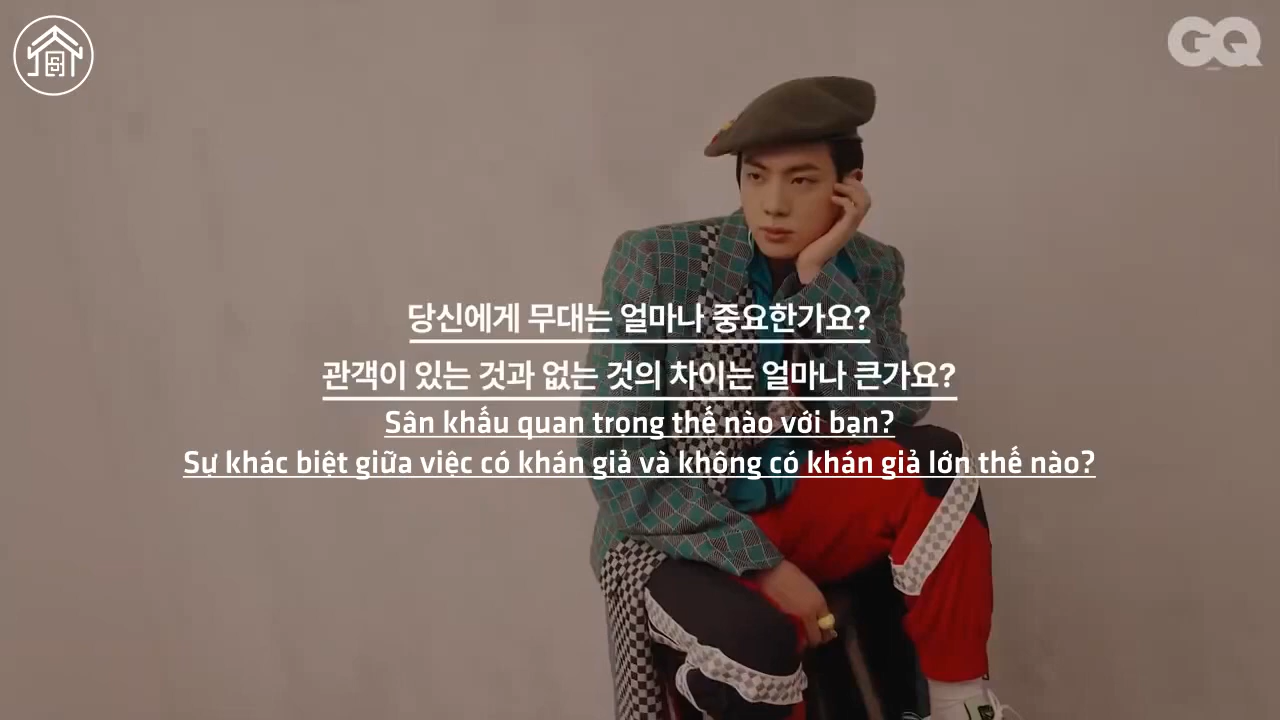 GQ
당신에게 무대는 얼마나 중요한가요?
관객이 있는 것과 없는 것의 차이는 얼마나 큰가요?
Sân khấu quan trọng thế nào với bạn?
Sự khác biệt giữa việc có khán giả và không có khán giả lớn thế nào?